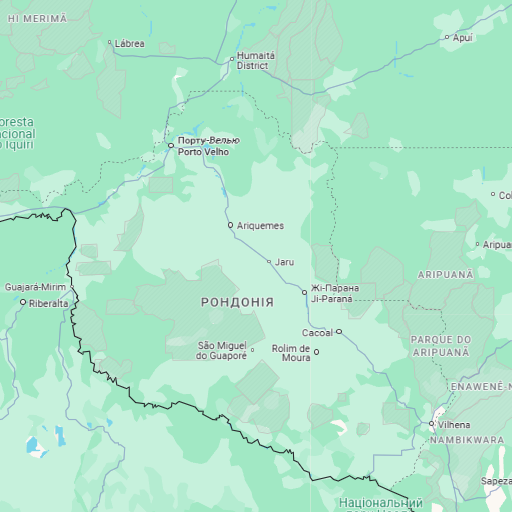 HI MERIMÃ
Lábrea
Apuí
Humaitá
District
oresta
cional
o Iquiri
Порту-Велью
Porto Velho
Col
Ariquemes
Aripuan
Jaru
ARIPUANÃ
Guajará-Mirim
Riberalta
РОНДОНІЯ
Жі-Парана
Ji-Paraná
Cacoal
PARQUE DO
ARIPUANÃ
São Miguel
do Guaporé
Rolim de
Moura
ENAWENÊ-N
Vilhena
NAMBIKWARA
Sapeza
Національний